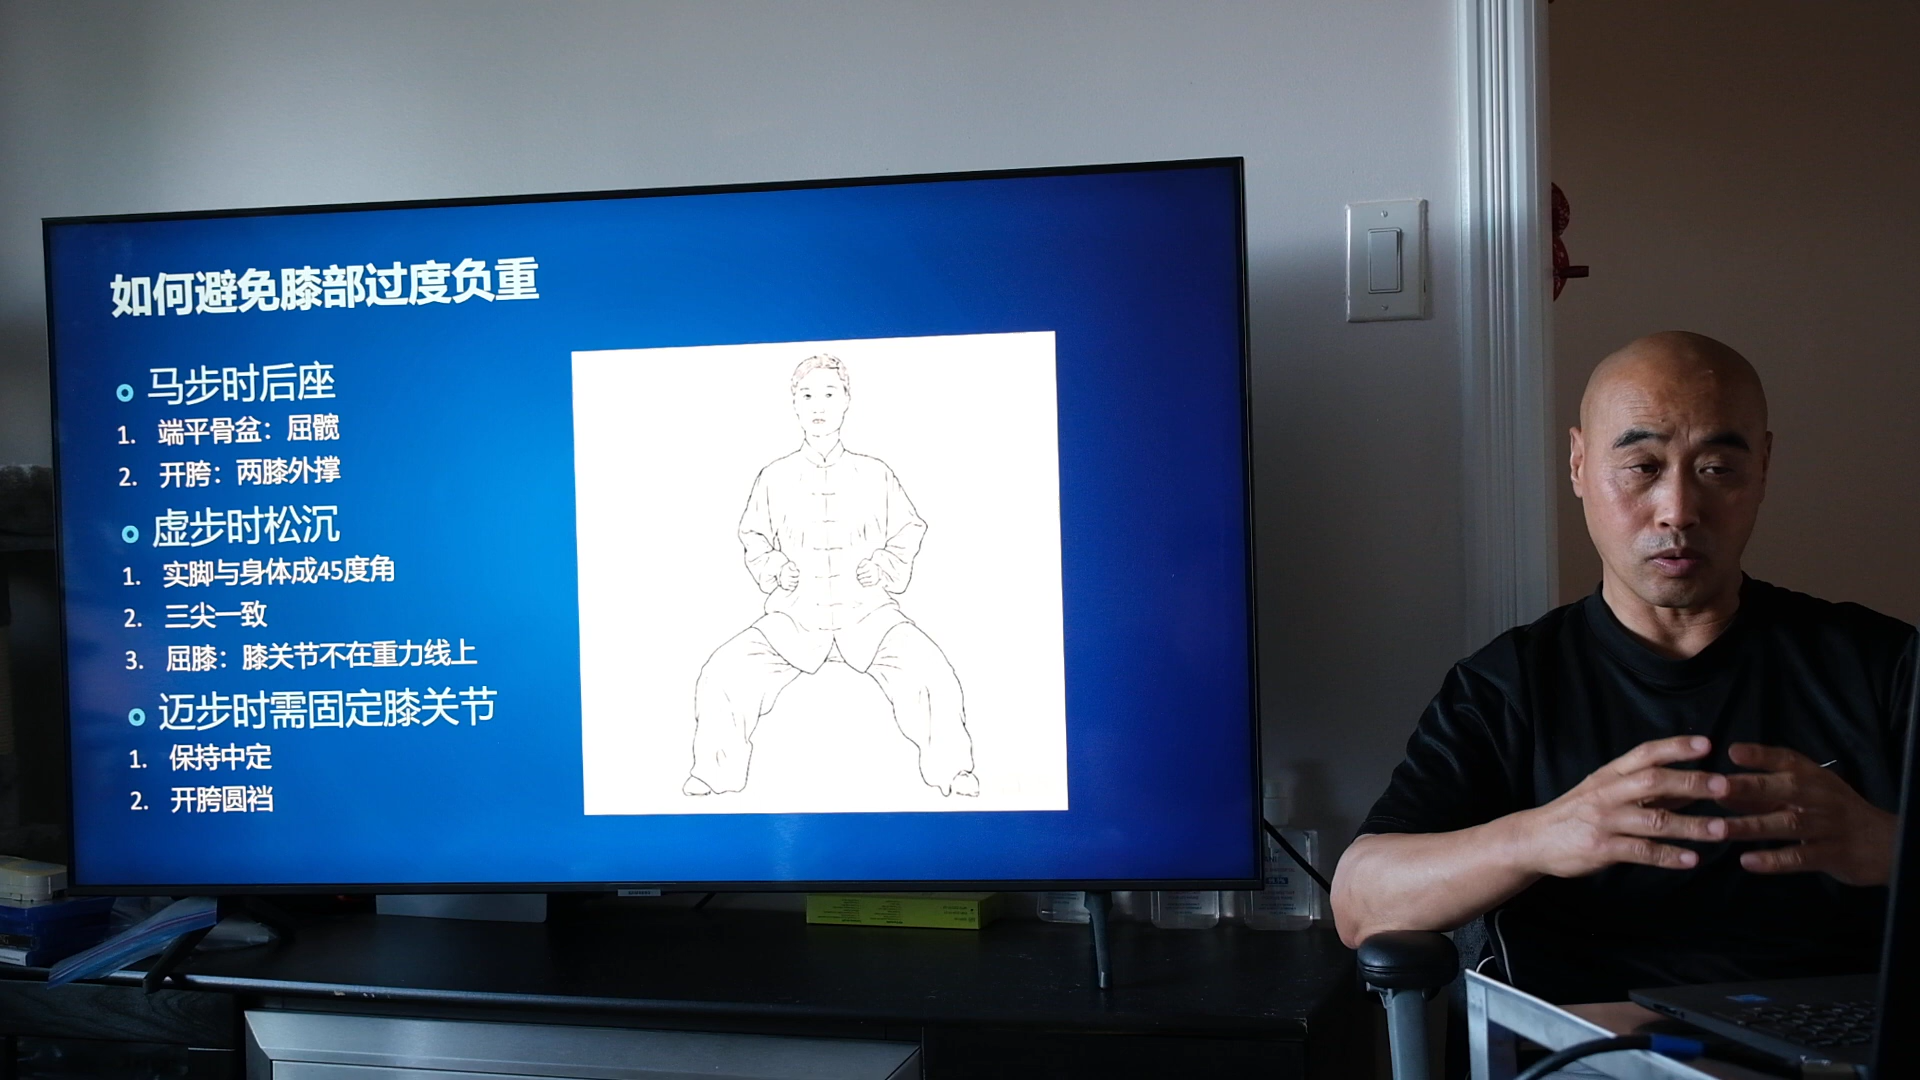 如何避免膝部过度负重
马步时后座
1. 端平骨盆：屈髋
2. 开胯：两膝外撑
虚步时松沉
1. 实脚与身体成45度角
2. 三尖一致
3. 屈膝：膝关节不在重力线上
迈步时需固定膝关节
1. 保持中定
2. 开胯圆裆